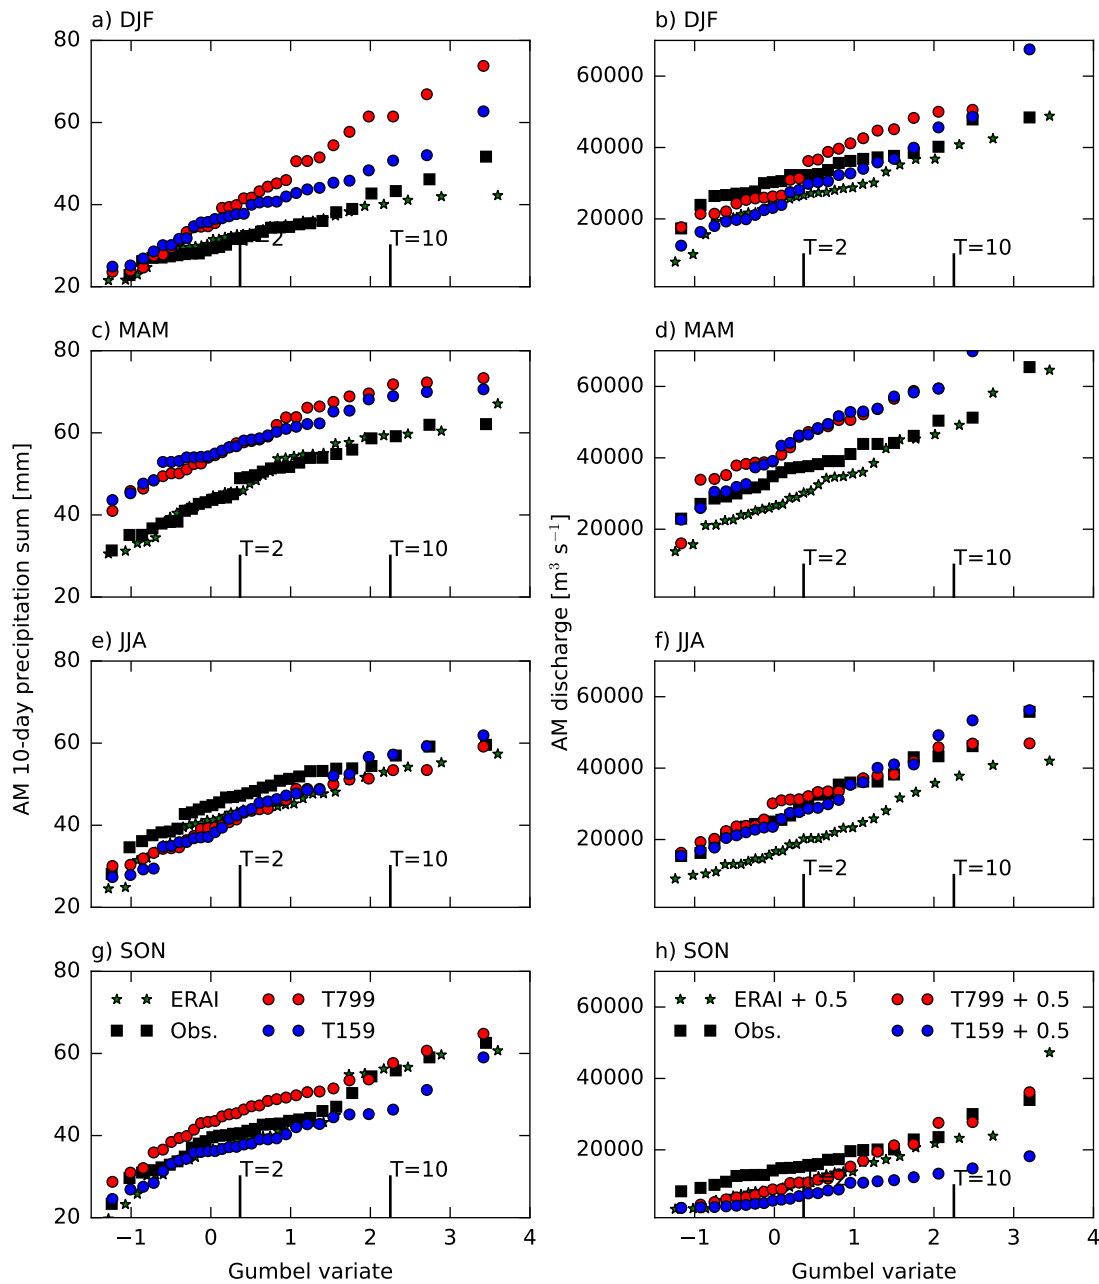 a) DJF
80
60
40
20
T=2
T=10
b) DJF
60000
40000
20000
T=2
T=10
c) MAM
80
60
40
20
T=2
T=10
d) MAM
60000
40000
20000
T=2
T=10
AM 10-day precipitation sum [mm]
AM discharge [m³ s⁻¹]
e) JJA
80
60
40
20
T=2
T=10
f) JJA
60000
40000
20000
T=2
T=10
g) SON
80
60
40
20
ERAI
Obs.
T799
T159
T=2
T=10
−1 0 1 2 3 4
Gumbel variate
h) SON
60000
40000
20000
ERAI + 0.5
Obs.
T799 + 0.5
T159 + 0.5
T=10
−1 0 1 2 3 4
Gumbel variate